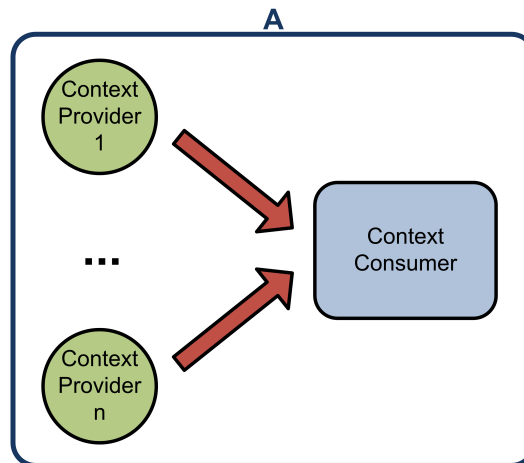 A
Context
Provider
1
Context
Consumer
...
Context
Provider
n